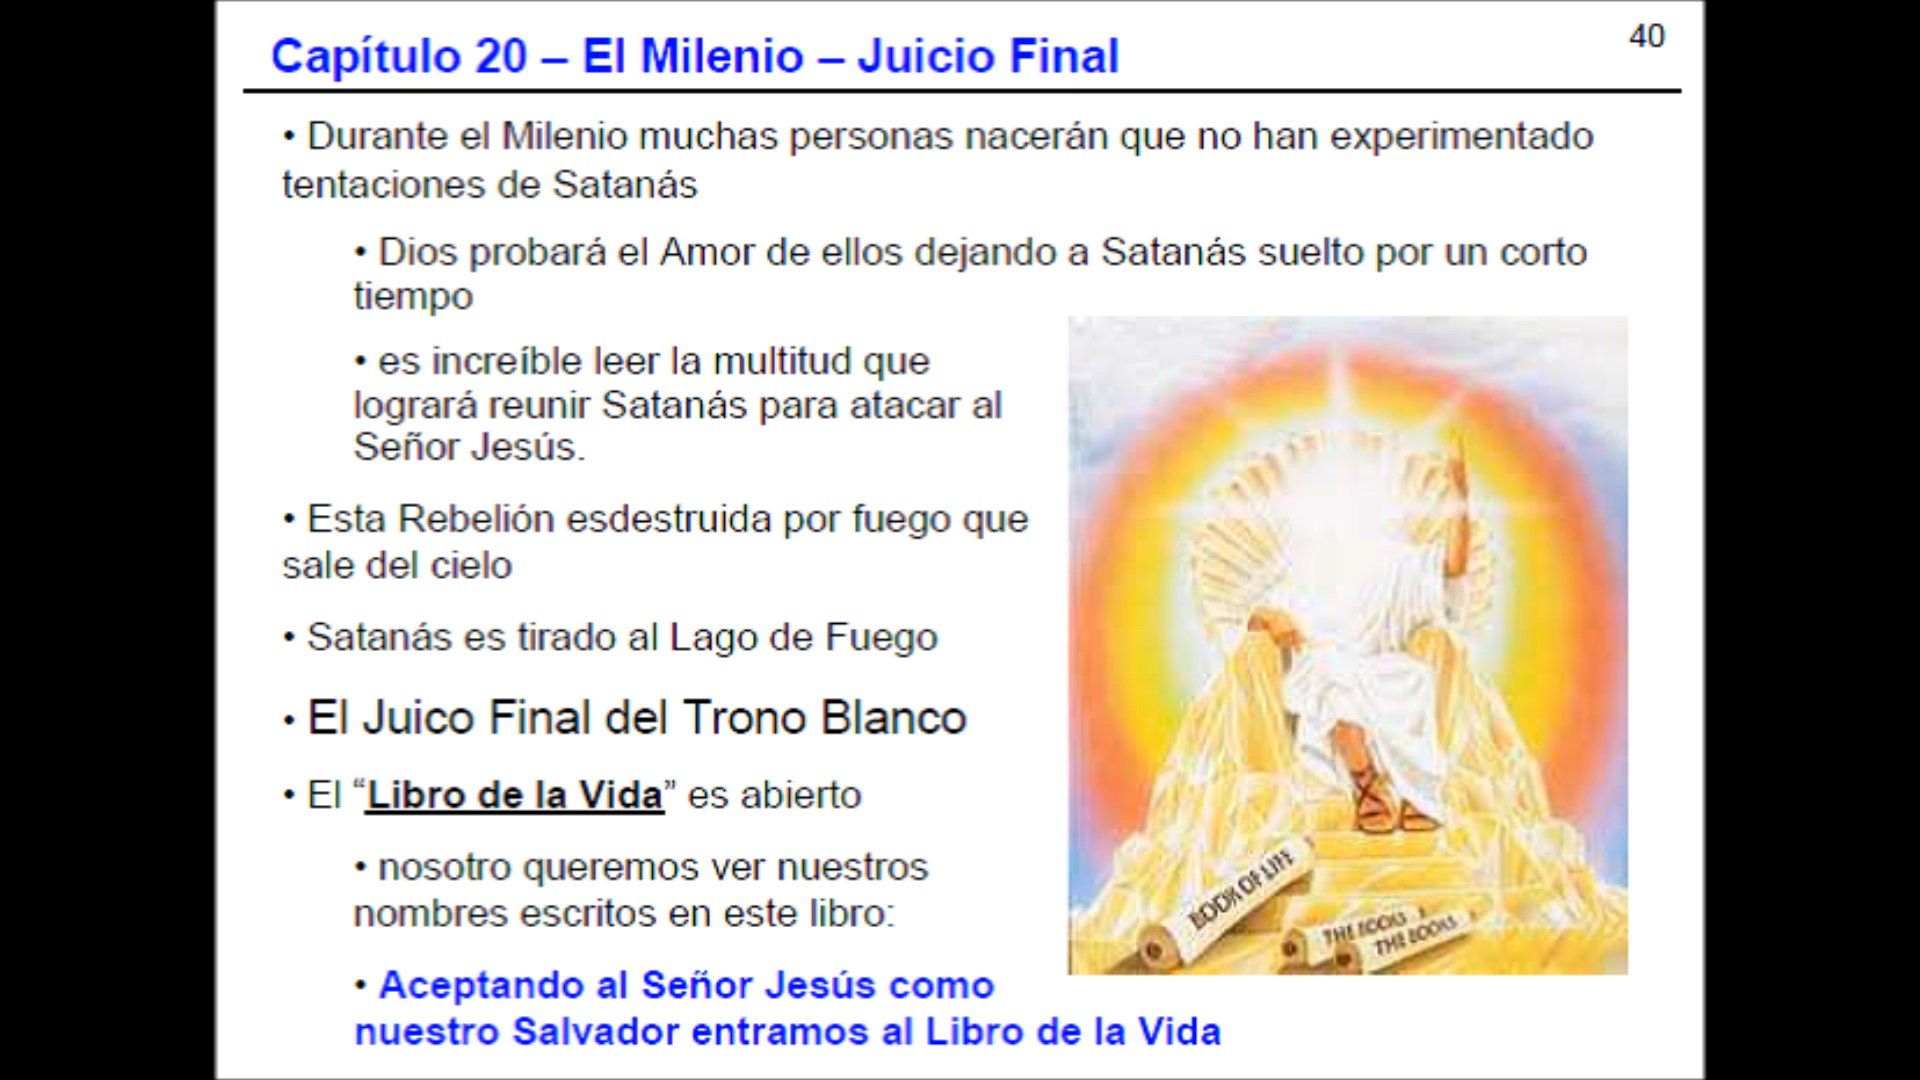 40
Capítulo 20 – El Milenio – Juicio Final
• Durante el Milenio muchas personas nacerán que no han experimentado
tentaciones de Satanás
• Dios probará el Amor de ellos dejando a Satanás suelto por un corto
tiempo
• es increíble leer la multitud que
logrará reunir Satanás para atacar al
Señor Jesús.
• Esta Rebelión esdestruida por fuego que
sale del cielo
• Satanás es tirado al Lago de Fuego
• El Juico Final del Trono Blanco
• El “Libro de la Vida” es abierto
• nosotro queremos ver nuestros
nombres escritos en este libro:
• Aceptando al Señor Jesús como
nuestro Salvador entramos al Libro de la Vida
BOOK OF LIFE
THE BOOKS
THE BOOKS